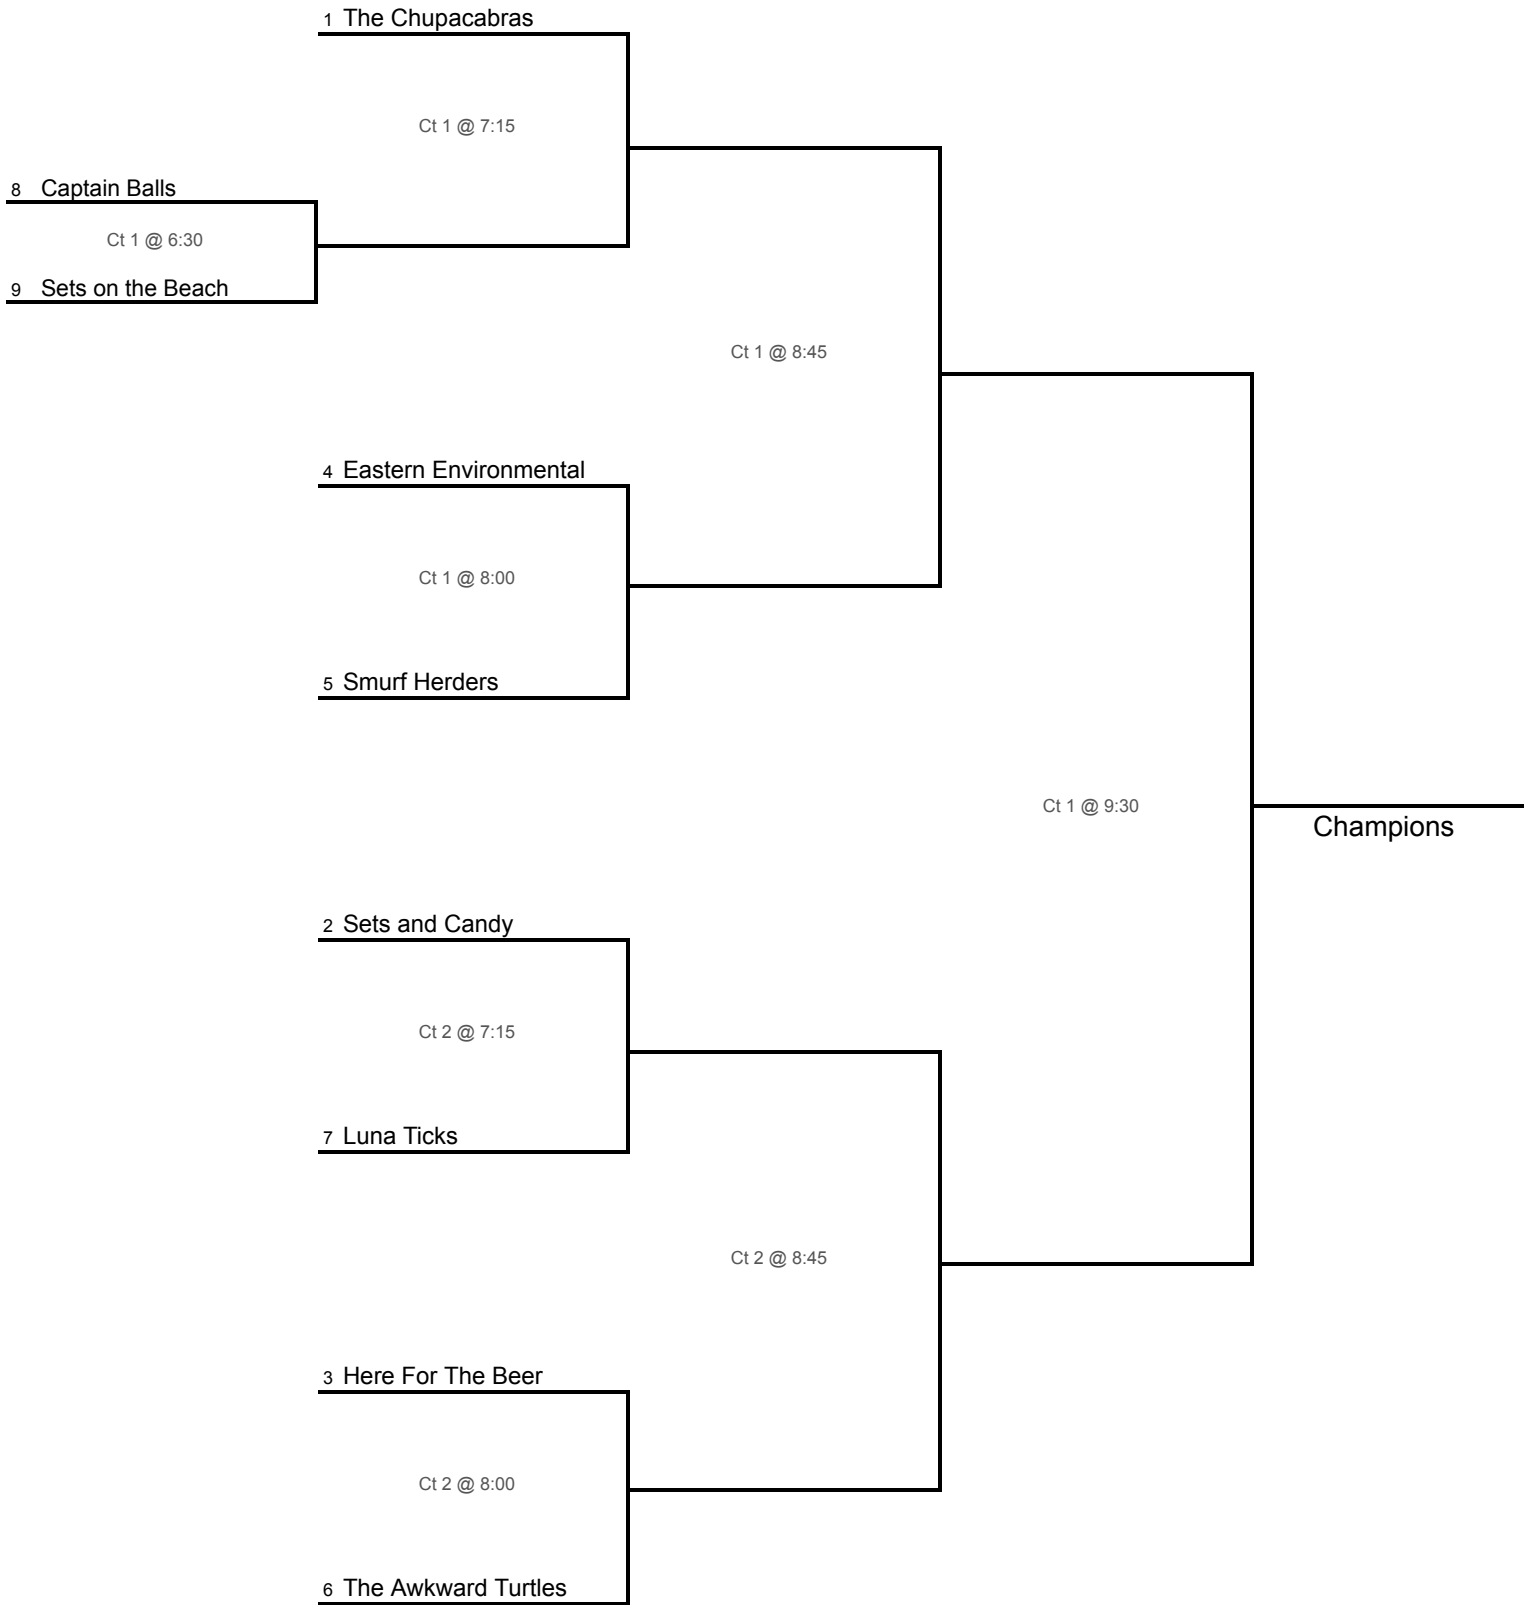 1 The Chupacabras
Ct 1 @ 7:15
8 Captain Balls
Ct 1 @ 6:30
9 Sets on the Beach
Ct 1 @ 8:45
4 Eastern Environmental
Ct 1 @ 8:00
5 Smurf Herders
Ct 1 @ 9:30
Champions
2 Sets and Candy
Ct 2 @ 7:15
7 Luna Ticks
Ct 2 @ 8:45
3 Here For The Beer
Ct 2 @ 8:00
6 The Awkward Turtles